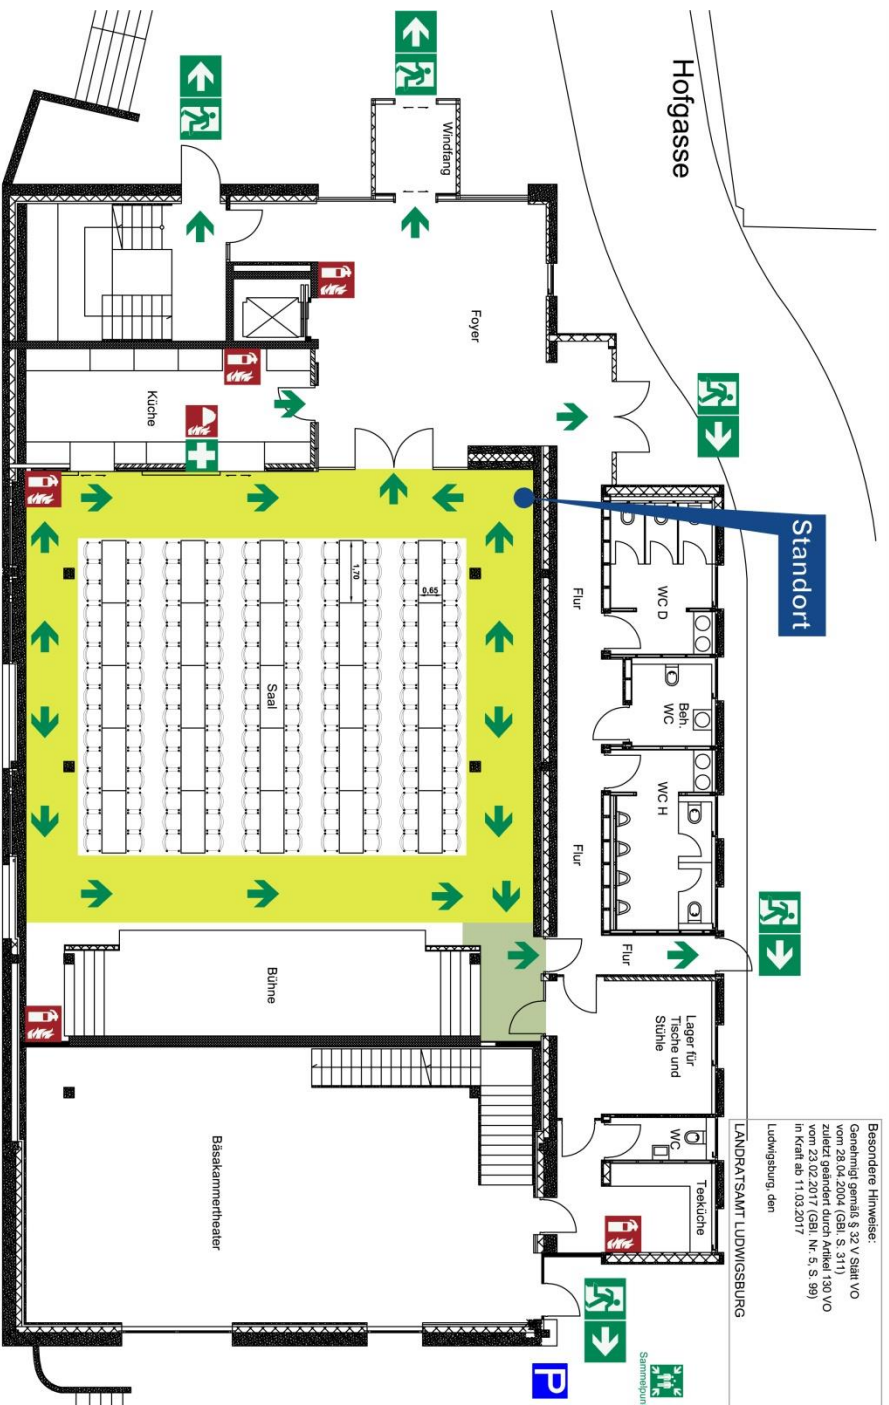 Hofgasse
Windfang
Foyer
Küche
Standort
WC D
Flur
Beh.
WC
WC H
Flur
Flur
1,70
0,65
Saal
Bühne
Lager für
Tische und
Stühle
WC
Teeküche
Bäsakammertheater
Besondere Hinweise:
Genehmigt gemäß § 32 V Stätt VO
vom 28.04.2004 (GBl. S. 311)
zuletzt geändert durch Artikel 130 VO
vom 23.02.2017 (GBl. Nr. 5, S. 99)
in Kraft ab 11.03.2017
Ludwigsburg, den
LANDRATSAMT LUDWIGSBURG
Sammelpun
P